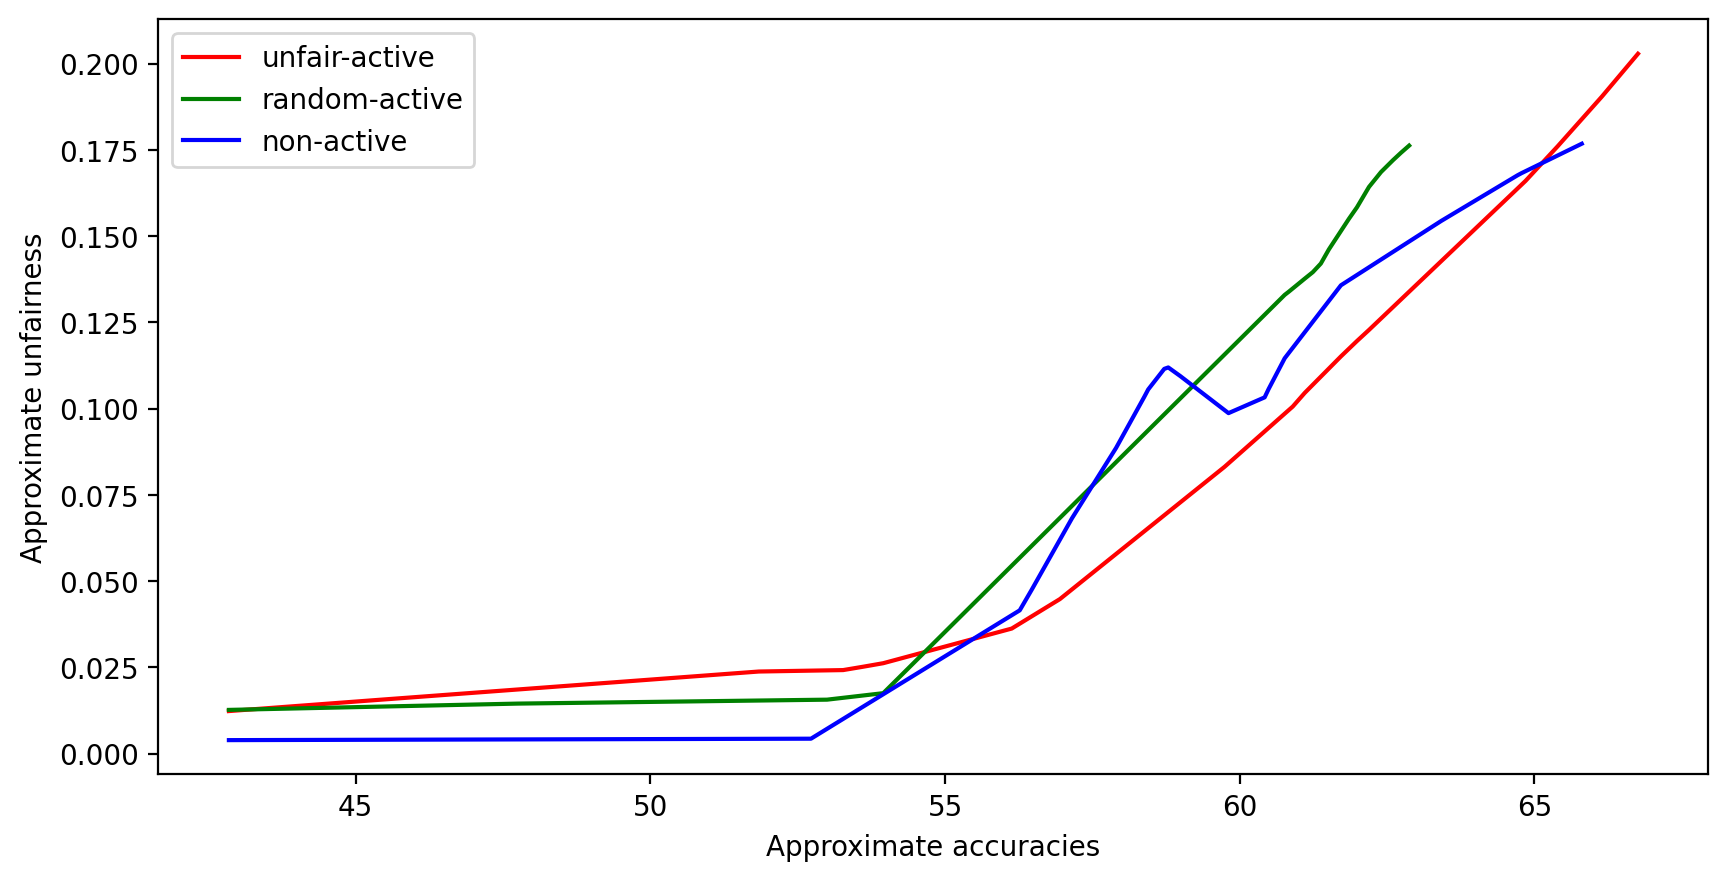 unfair-active
random-active
non-active
0.200
0.175
0.150
0.125
0.100
0.075
0.050
0.025
0.000
Approximate unfairness
45 50 55 60 65
Approximate accuracies